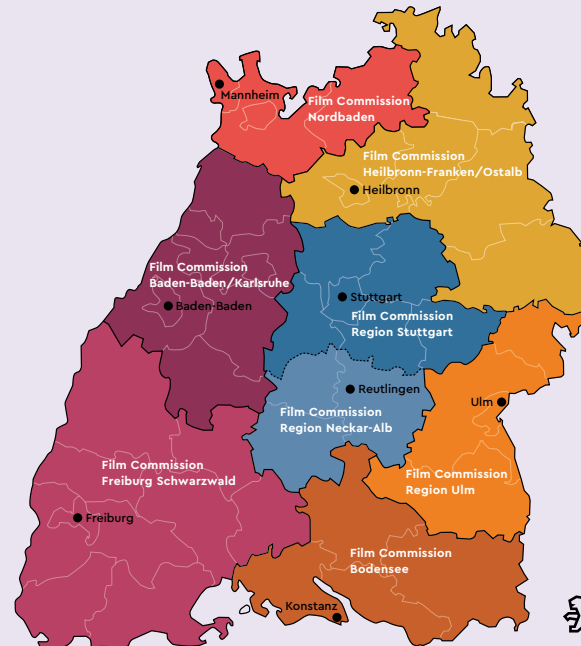 Mannheim
Film Commission
Nordbaden
Film Commission
Heilbronn-Franken/Ostalb
Heilbronn
Film Commission
Baden-Baden/Karlsruhe
Baden-Baden
Stuttgart
Film Commission
Region Stuttgart
Reutlingen
Film Commission
Region Neckar-Alb
Ulm
Film Commission
Freiburg Schwarzwald
Film Commission
Region Ulm
Freiburg
Film Commission
Bodensee
Konstanz